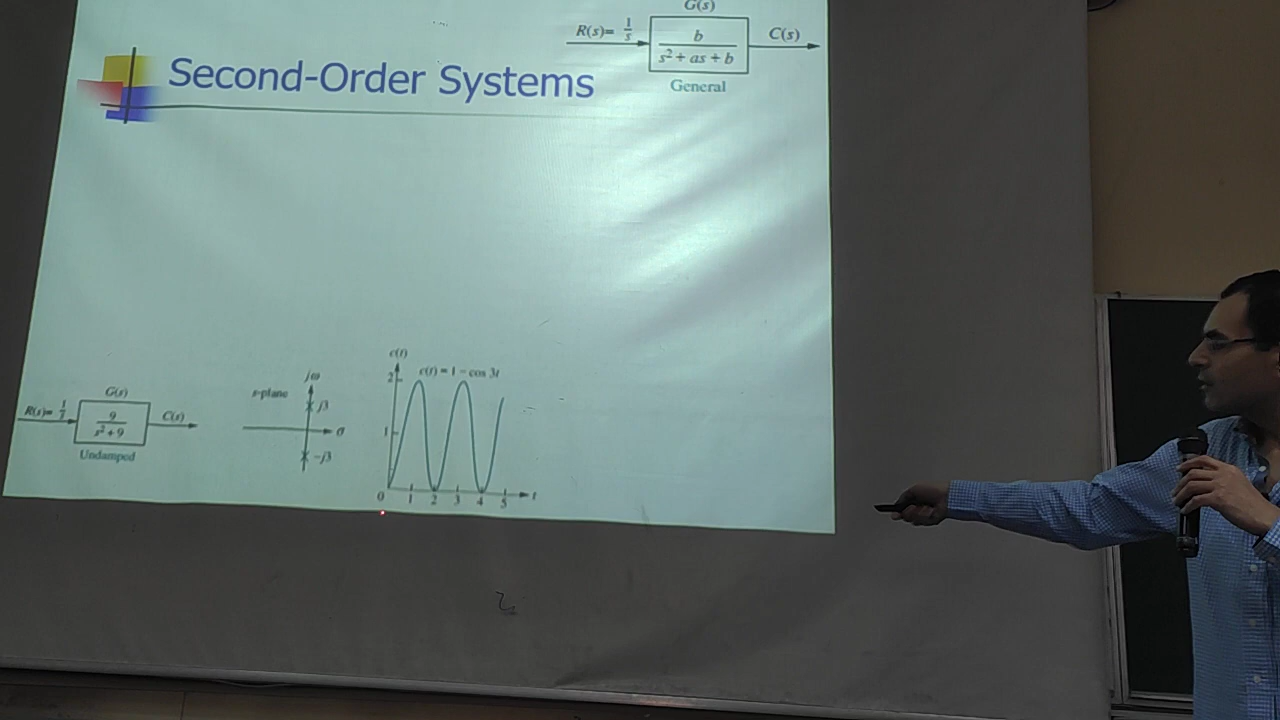 G(s)
R(s)= 1/s
b
s² + as + b
C(s)
General
Second-Order Systems
G(s)
R(s)= 1/s
9
s² + 9
C(s)
Undamped
s-plane
jω
j3
σ
-j3
c(t)
2
c(t) = 1 - cos 3t
1
0 1 2 3 4 5 t